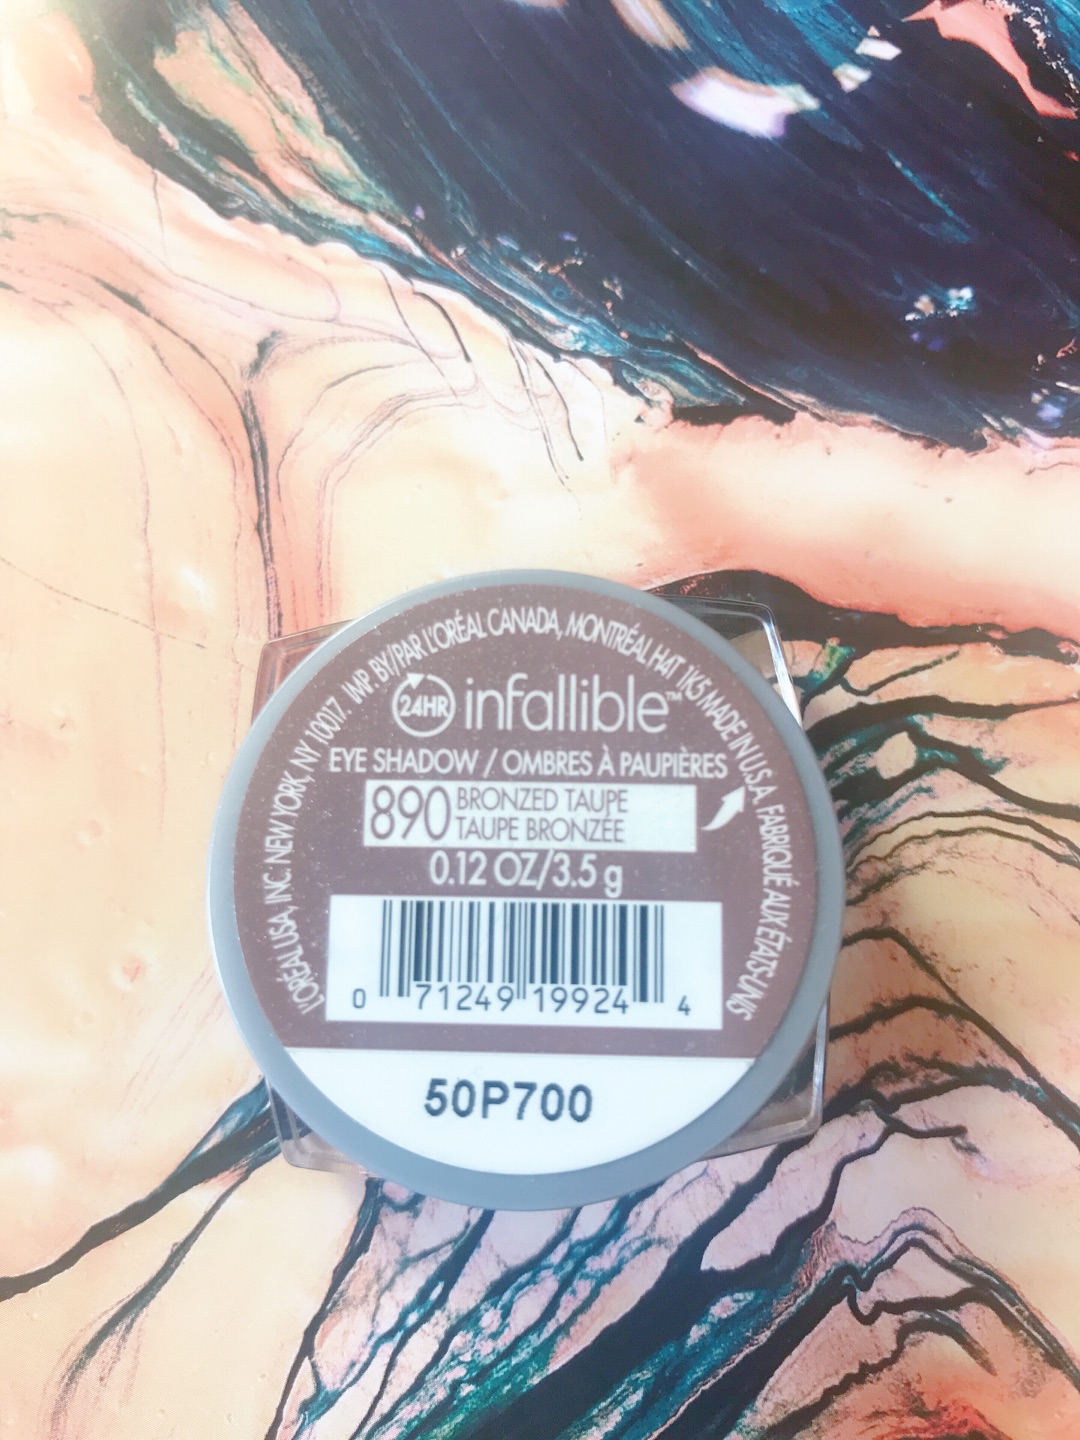 L'ORÉAL USA, INC. NEW YORK, NY 10017. IMP. BY/PAR L'ORÉAL CANADA, MONTRÉAL H4T 1K5 MADE IN U.S.A. FABRIQUÉ AUX ÉTATS-UNIS
24HR infallible™
EYE SHADOW / OMBRES À PAUPIÈRES
890 BRONZED TAUPE
TAUPE BRONZÉE
0.12 OZ/3.5 g
0 71249 19924 4
50P700